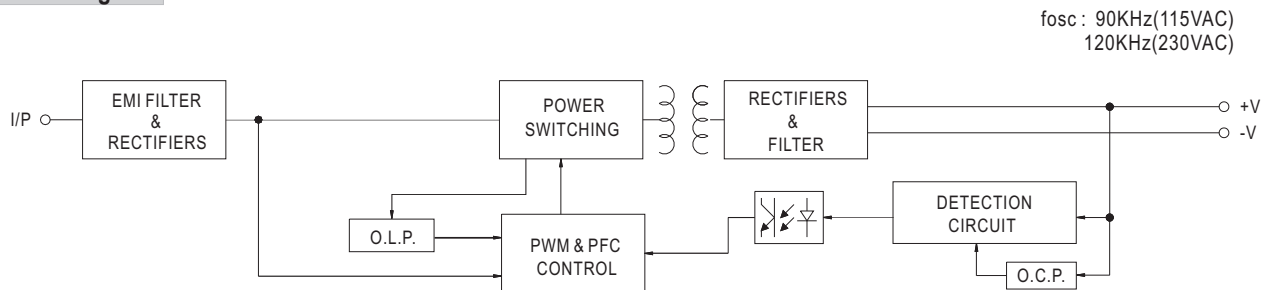 fosc : 90KHz(115VAC)
120KHz(230VAC)
I/P
EMI FILTER
&
RECTIFIERS
POWER
SWITCHING
RECTIFIERS
&
FILTER
+V
-V
O.L.P.
PWM & PFC
CONTROL
DETECTION
CIRCUIT
O.C.P.